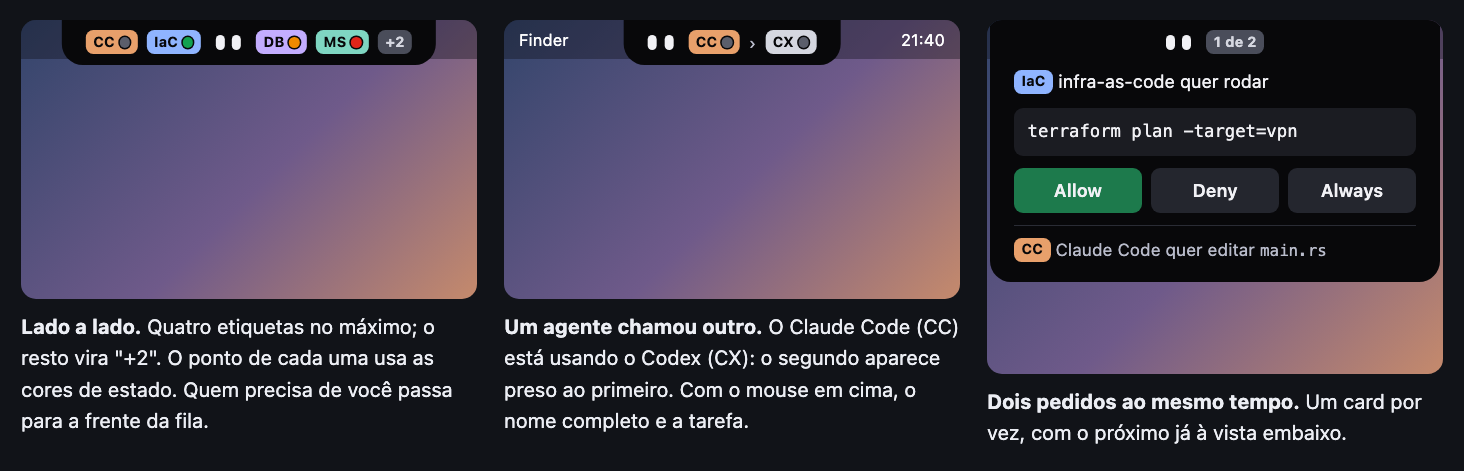 CC IaC DB MS +2
Lado a lado. Quatro etiquetas no máximo; o
resto vira "+2". O ponto de cada uma usa as
cores de estado. Quem precisa de você passa
para a frente da fila.
Finder CC › CX 21:40
Um agente chamou outro. O Claude Code (CC)
está usando o Codex (CX): o segundo aparece
preso ao primeiro. Com o mouse em cima, o
nome completo e a tarefa.
1 de 2
IaC infra-as-code quer rodar
terraform plan -target=vpn
Allow Deny Always
CC Claude Code quer editar main.rs
Dois pedidos ao mesmo tempo. Um card por
vez, com o próximo já à vista embaixo.